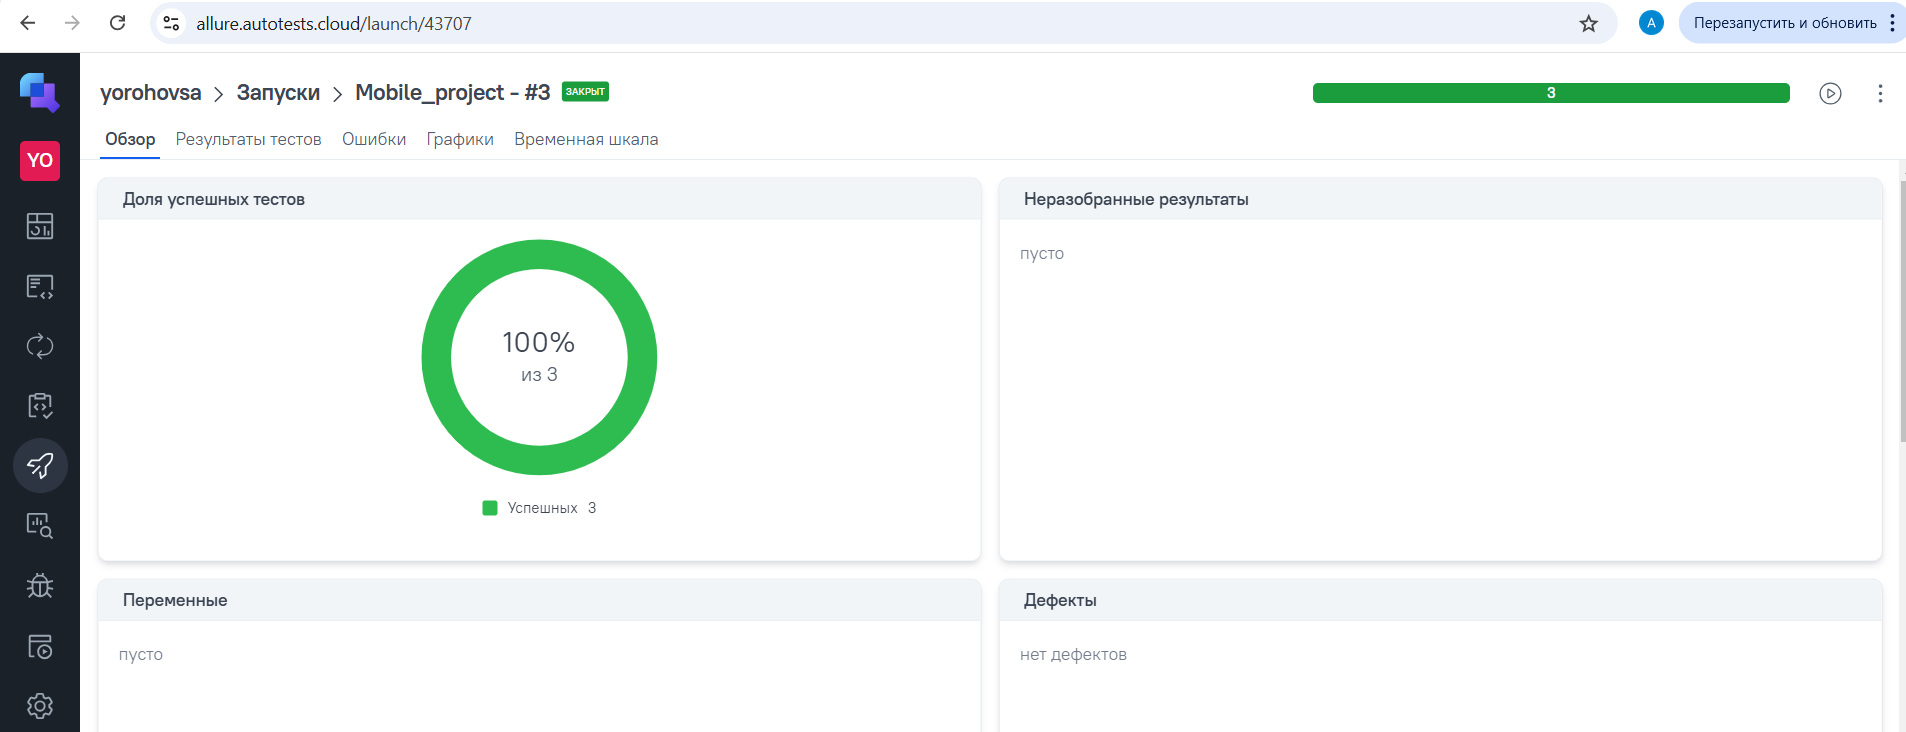 allure.autotests.cloud/launch/43707
A
Перезапустить и обновить
yorohovsa > Запуски > Mobile_project - #3 ЗАКРЫТ
3
Обзор Результаты тестов Ошибки Графики Временная шкала
YO
Доля успешных тестов
100%
из 3
Успешных 3
Неразобранные результаты
пусто
Переменные
пусто
Дефекты
нет дефектов